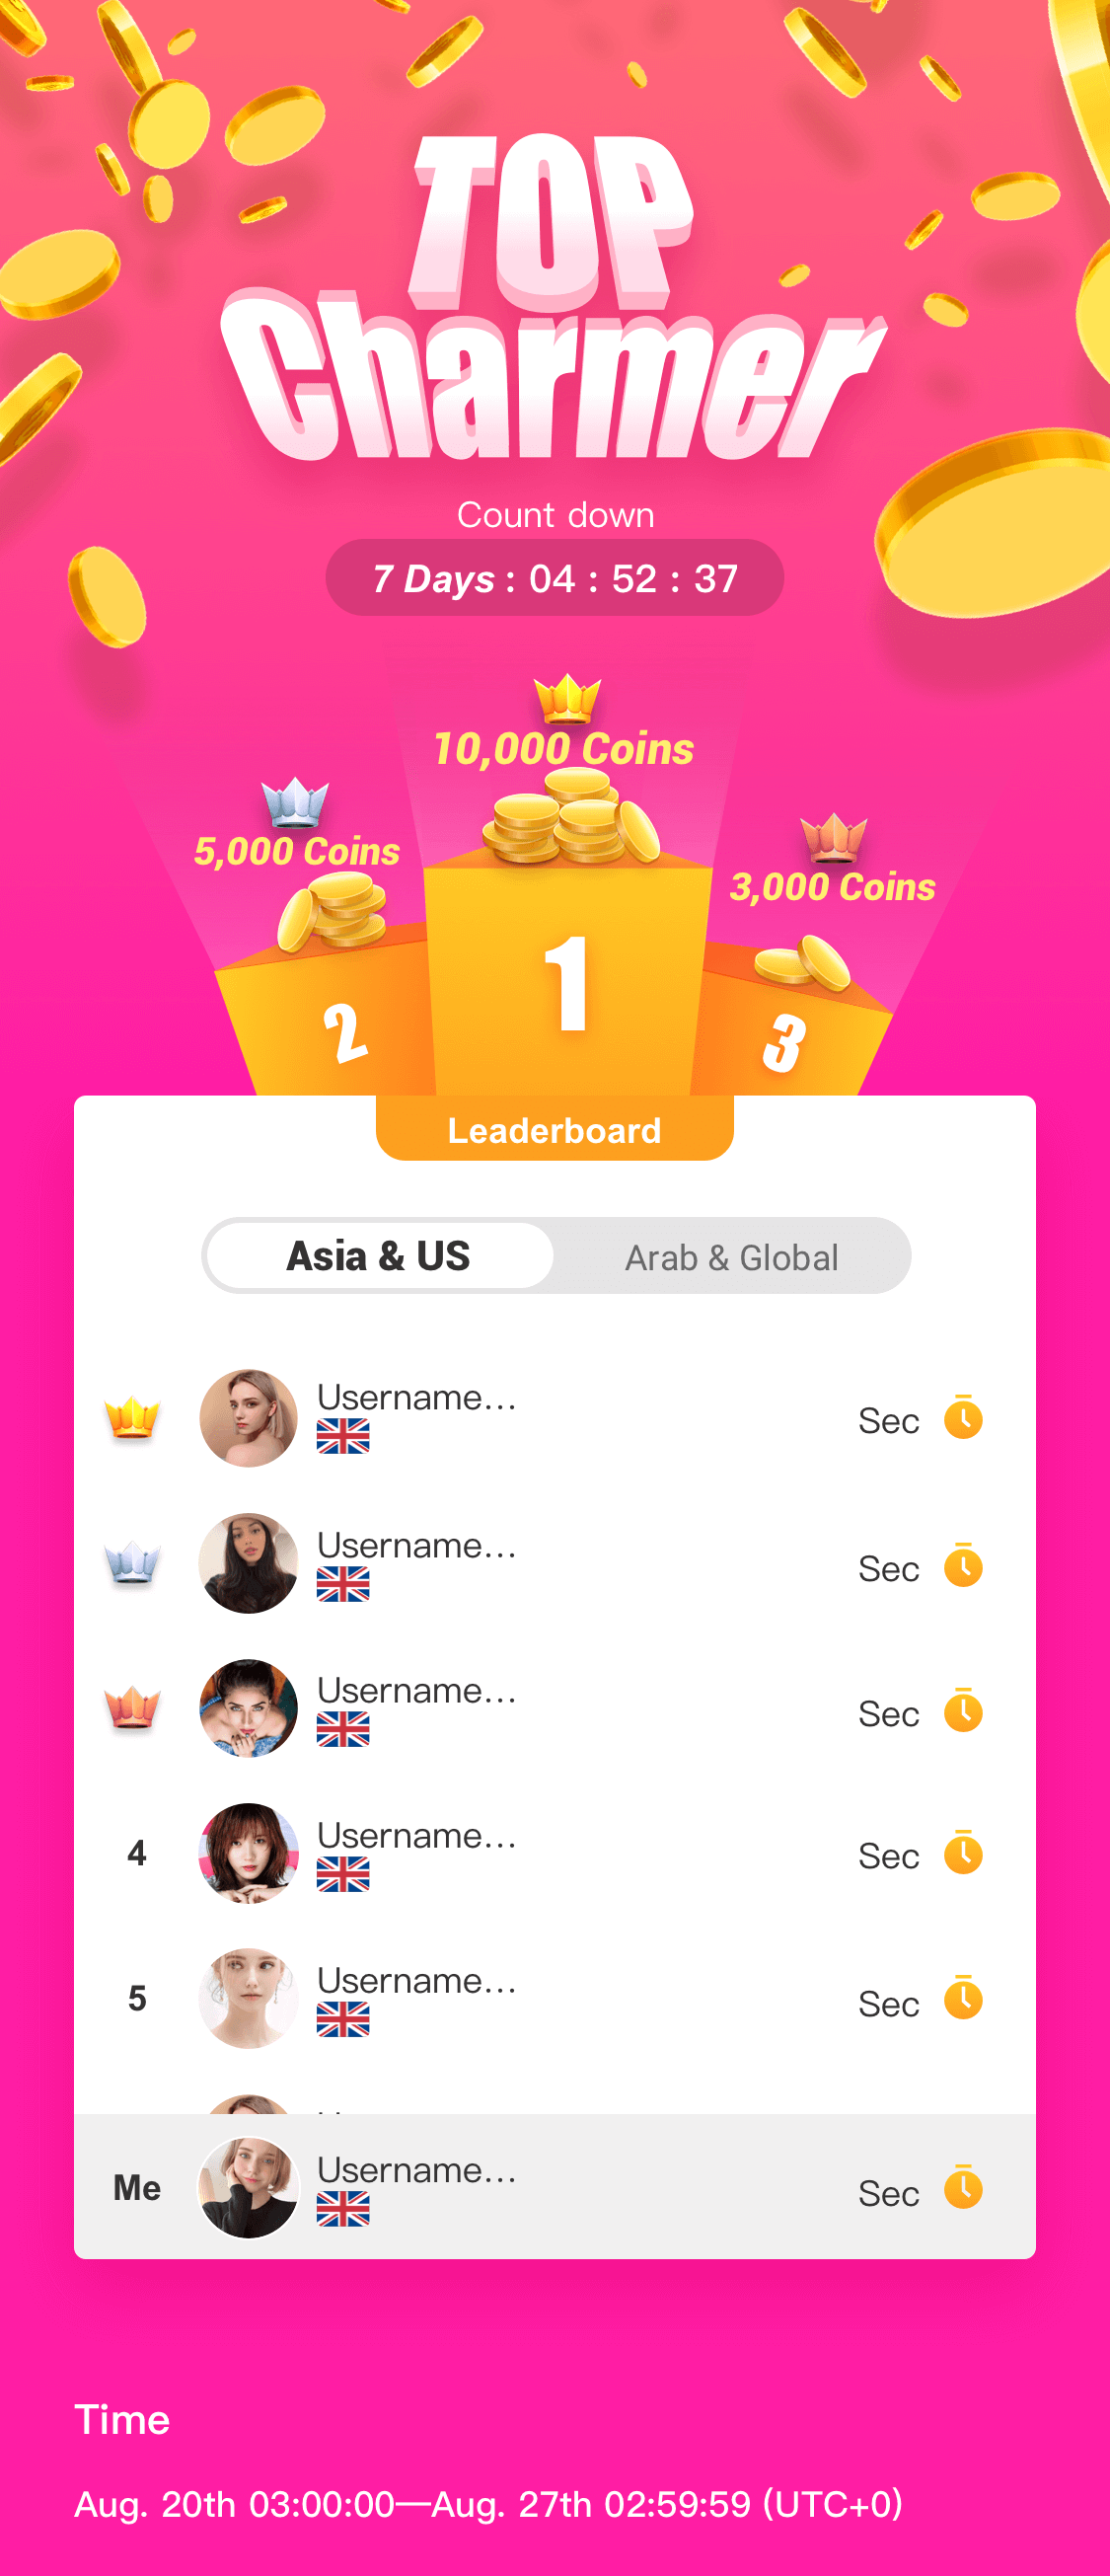 TOP
Charmer
Count down
7 Days : 04 : 52 : 37
10,000 Coins
5,000 Coins
3,000 Coins
1
2
3
Leaderboard
Asia & US
Arab & Global
Username...
Sec
Username...
Sec
Username...
Sec
4
Username...
Sec
5
Username...
Sec
Me
Username...
Sec
Time
Aug. 20th 03:00:00—Aug. 27th 02:59:59 (UTC+0)